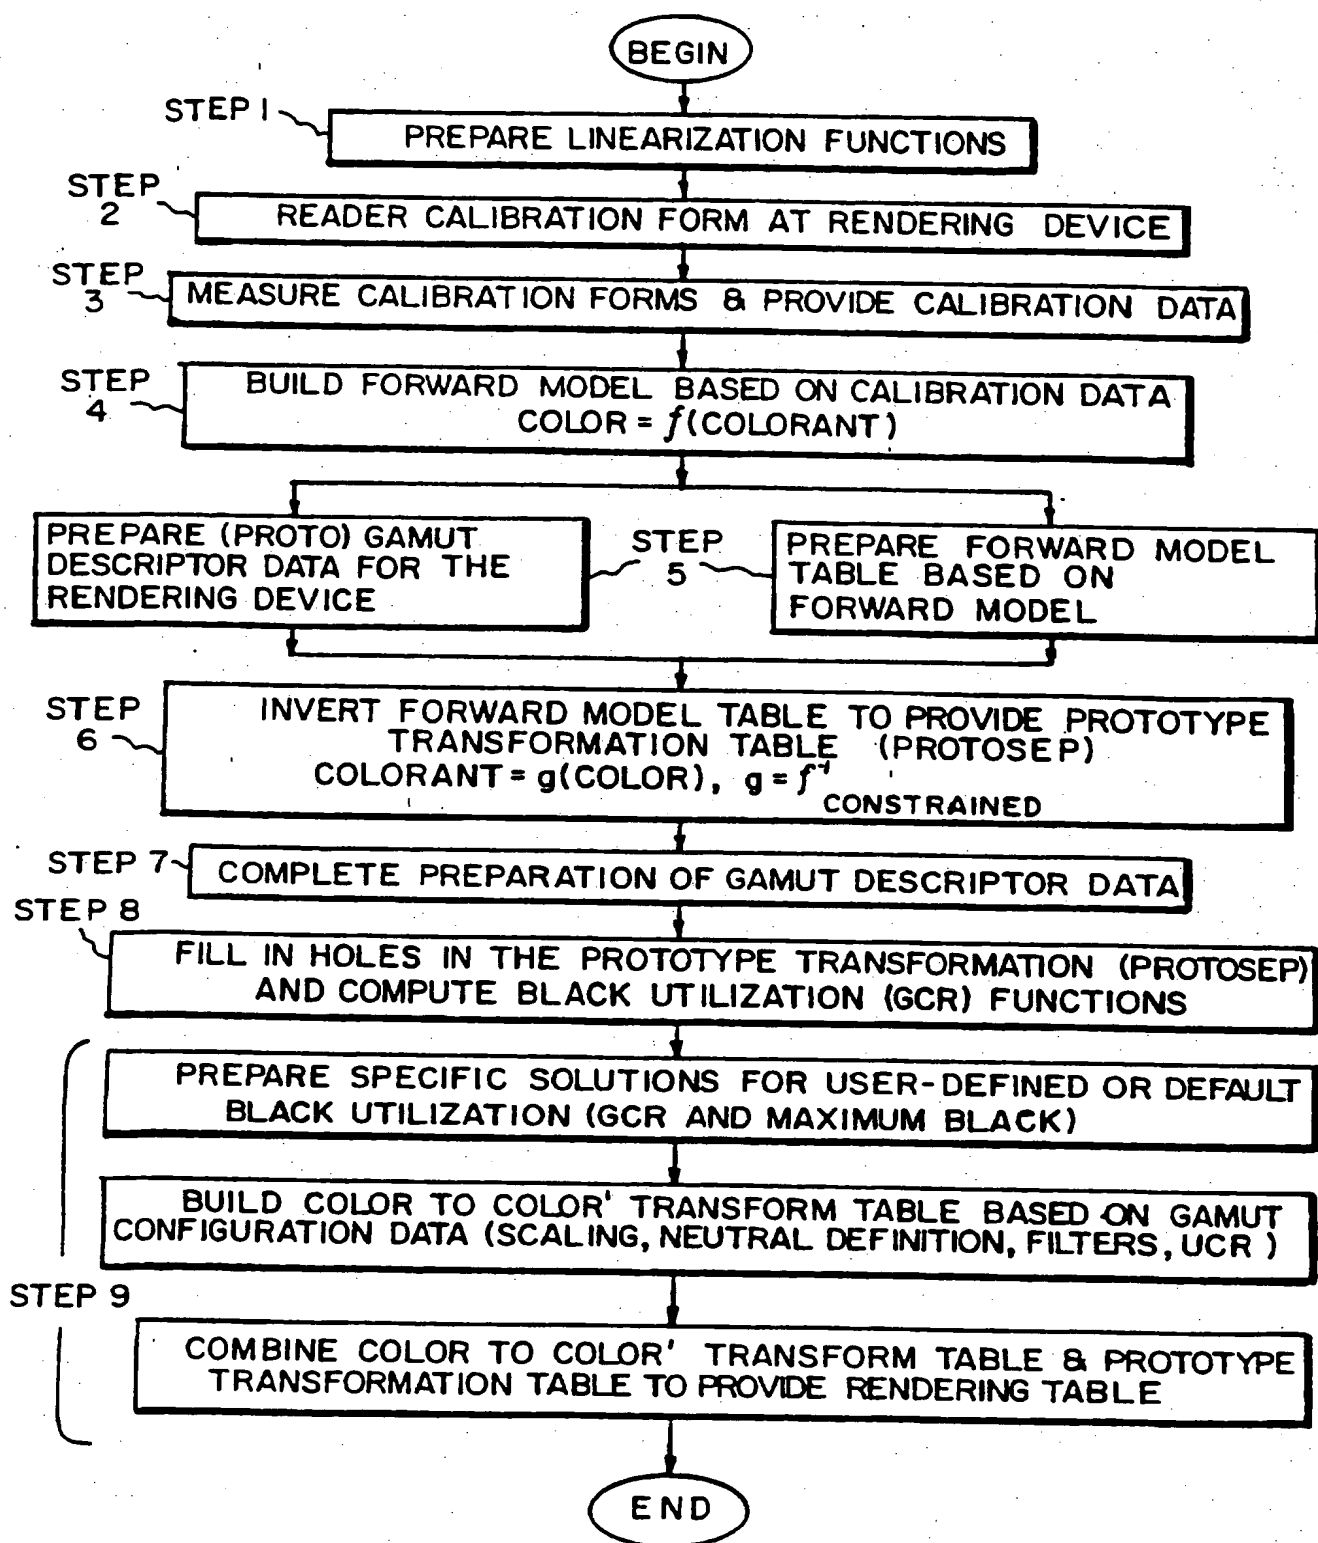 BEGIN
STEP 1
PREPARE LINEARIZATION FUNCTIONS
STEP
2
READER CALIBRATION FORM AT RENDERING DEVICE
STEP
3
MEASURE CALIBRATION FORMS & PROVIDE CALIBRATION DATA
STEP
4
BUILD FORWARD MODEL BASED ON CALIBRATION DATA
COLOR = f(COLORANT)
PREPARE (PROTO) GAMUT
DESCRIPTOR DATA FOR THE
RENDERING DEVICE
STEP
5
PREPARE FORWARD MODEL
TABLE BASED ON
FORWARD MODEL
STEP
6
INVERT FORWARD MODEL TABLE TO PROVIDE PROTOTYPE
TRANSFORMATION TABLE (PROTOSEP)
COLORANT = g(COLOR), g = f⁻¹
CONSTRAINED
STEP 7
COMPLETE PREPARATION OF GAMUT DESCRIPTOR DATA
STEP 8
FILL IN HOLES IN THE PROTOTYPE TRANSFORMATION (PROTOSEP)
AND COMPUTE BLACK UTILIZATION (GCR) FUNCTIONS
STEP 9
PREPARE SPECIFIC SOLUTIONS FOR USER-DEFINED OR DEFAULT
BLACK UTILIZATION (GCR AND MAXIMUM BLACK)
BUILD COLOR TO COLOR' TRANSFORM TABLE BASED ON GAMUT
CONFIGURATION DATA (SCALING, NEUTRAL DEFINITION, FILTERS, UCR )
COMBINE COLOR TO COLOR' TRANSFORM TABLE & PROTOTYPE
TRANSFORMATION TABLE TO PROVIDE RENDERING TABLE
END